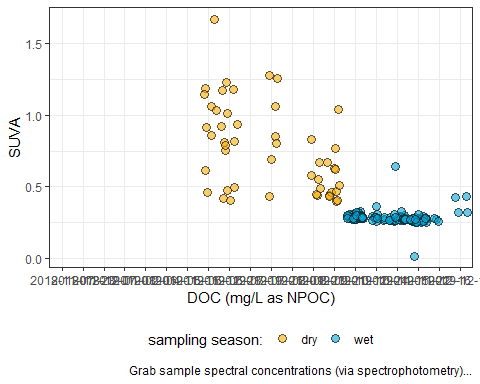 SUVA
1.5
1.0
0.5
0.0
DOC (mg/L as NPOC)
sampling season: dry wet
Grab sample spectral concentrations (via spectrophotometry)...